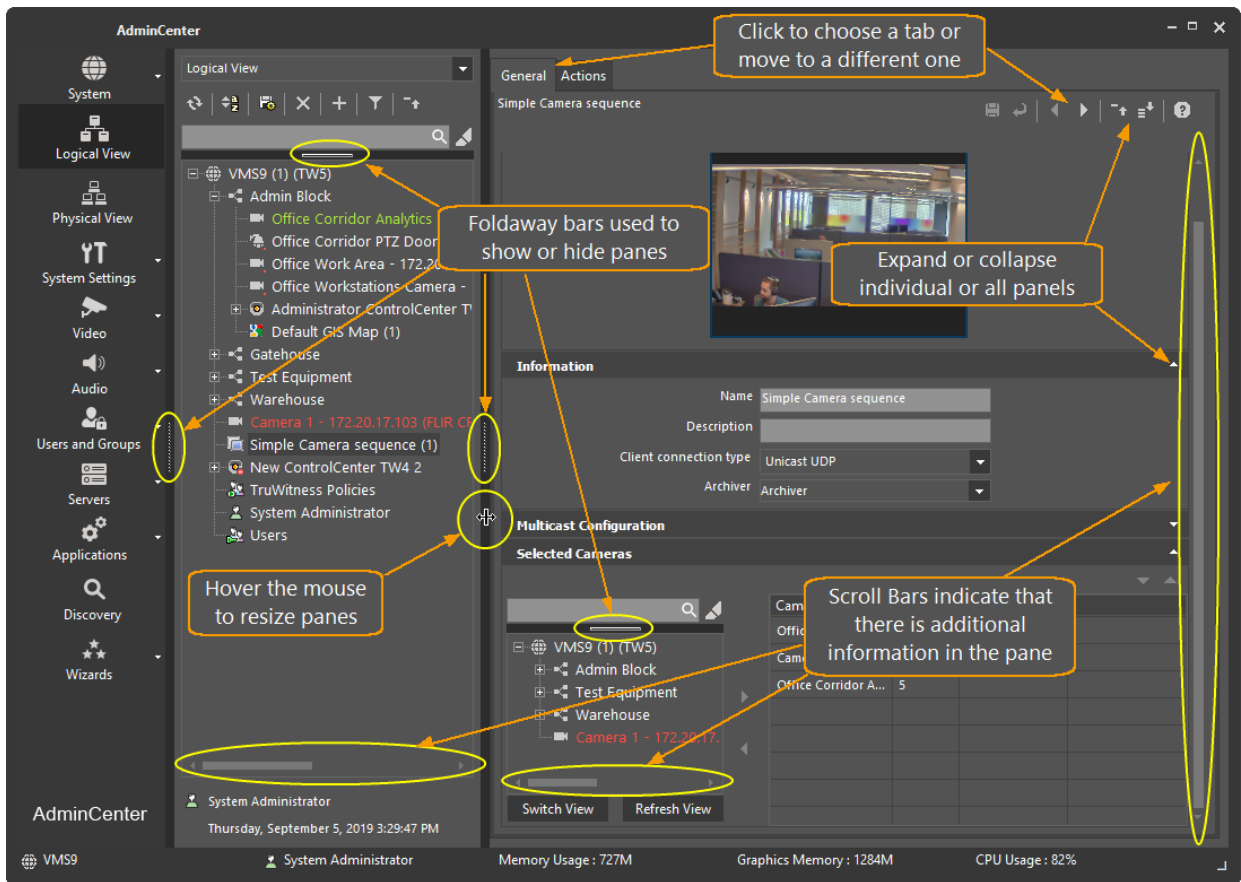 AdminCenter
Click to choose a tab or
move to a different one
System
Logical View
Physical View
System Settings
Video
Audio
Users and Groups
Servers
Applications
Discovery
Wizards
AdminCenter
Logical View
VMS9 (1) (TW5)
Admin Block
Office Corridor Analytics
Office Corridor PTZ Door
Office Work Area - 172.20
Office Workstations Camera -
Administrator ControlCenter
Default GIS Map (1)
Gatehouse
Test Equipment
Warehouse
Camera 1 - 172.20.17.103 (FLIR
Simple Camera sequence (1)
New ControlCenter TW4 2
TruWitness Policies
System Administrator
Users
Foldaway bars used to
show or hide panes
Hover the mouse
to resize panes
System Administrator
Thursday, September 5, 2019 3:29:47 PM
General Actions
Simple Camera sequence
Expand or collapse
individual or all panels
Information
Name Simple Camera sequence
Description
Client connection type Unicast UDP
Archiver Archiver
Multicast Configuration
Selected Cameras
VMS9 (1) (TW5)
Admin Block
Test Equipment
Warehouse
Camera 1 - 172.20.17.
Switch View Refresh View
Scroll Bars indicate that
there is additional
information in the pane
Office Corridor A... 5
VMS9 System Administrator Memory Usage : 727M Graphics Memory : 1284M CPU Usage : 82%